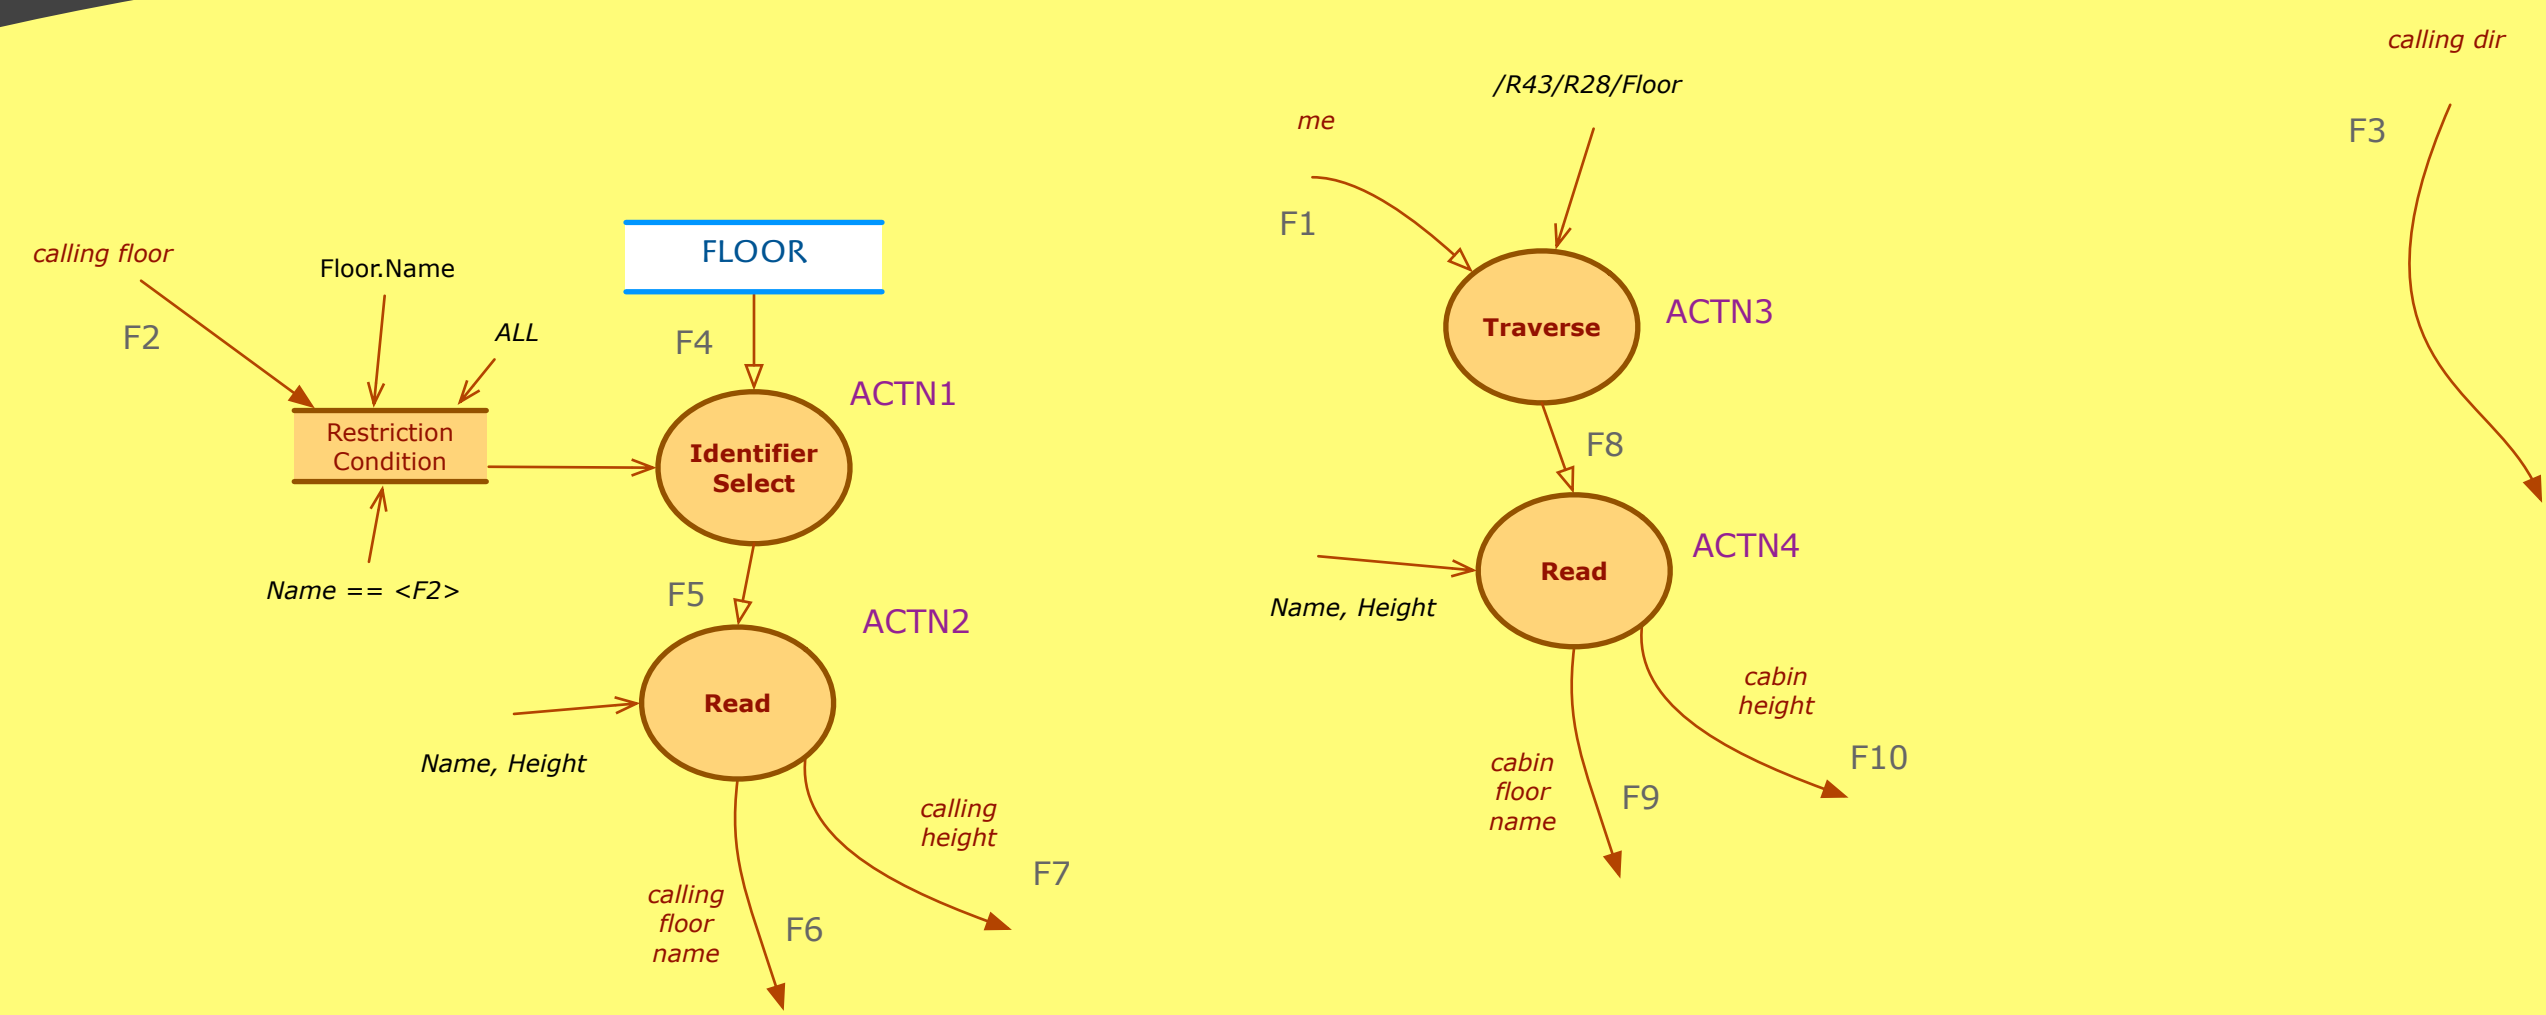 calling dir
/R43/R28/Floor
me
F3
F1
FLOOR
calling floor
Floor.Name
ALL
F2
F4
ACTN3
Traverse
ACTN1
Restriction
Condition
Identifier
Select
F8
ACTN4
Read
Name == <F2>
F5
Name, Height
ACTN2
Read
Name, Height
cabin
height
F10
cabin
floor
name
F9
calling
height
F7
calling
floor
name
F6